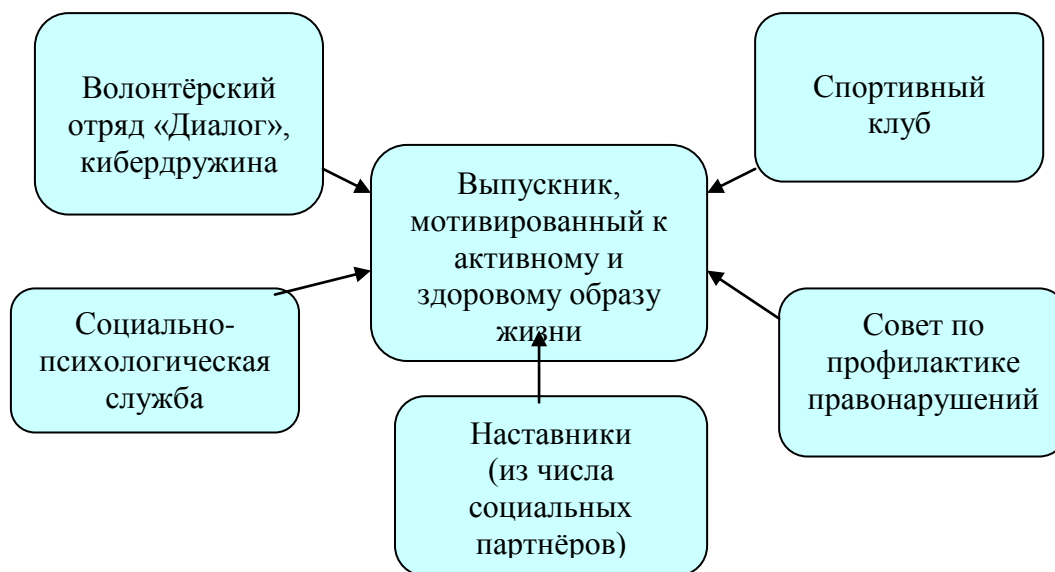 Волонтёрский
отряд «Диалог»,
кибердружина
Спортивный
клуб
Выпускник,
мотивированный к
активному и
здоровому образу
жизни
Социально-
психологическая
служба
Совет по
профилактике
правонарушений
Наставники
(из числа
социальных
партнёров)